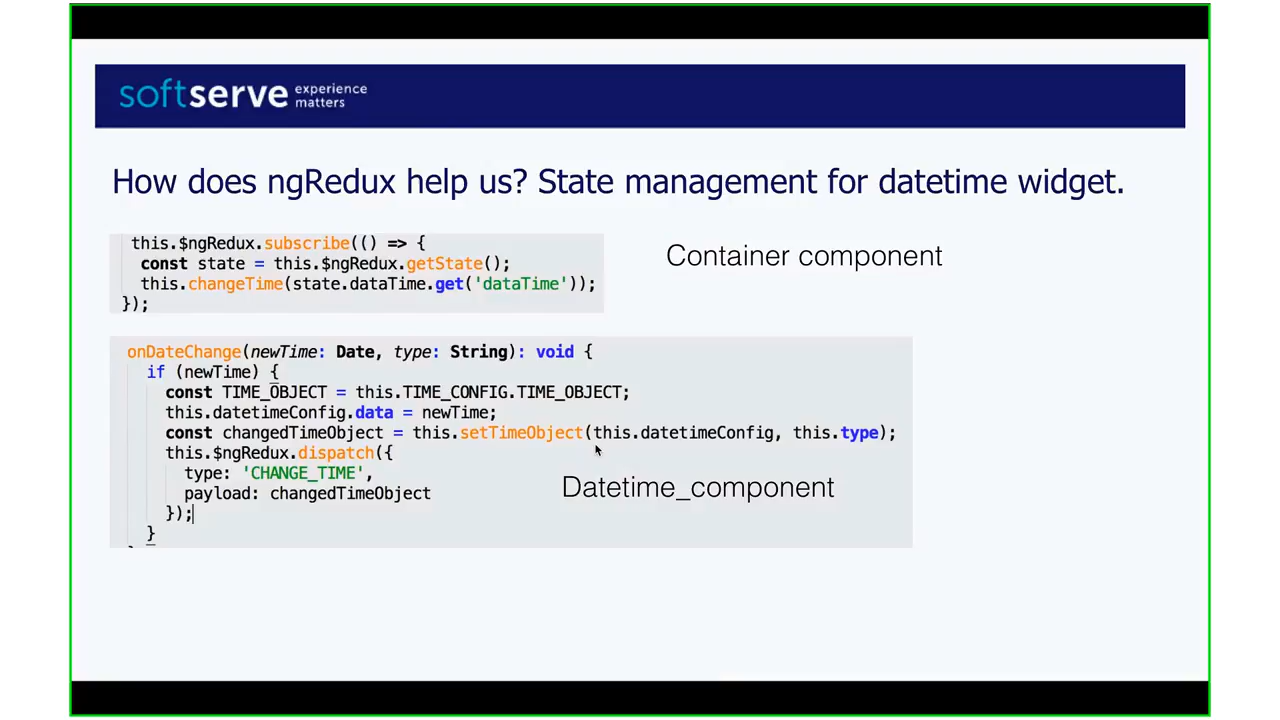 softserve experience matters
How does ngRedux help us? State management for datetime widget.
this.$ngRedux.subscribe(() => {
const state = this.$ngRedux.getState();
this.changeTime(state.dataTime.get('dataTime'));
});
Container component
onDateChange(newTime: Date, type: String): void {
if (newTime) {
const TIME_OBJECT = this.TIME_CONFIG.TIME_OBJECT;
this.datetimeConfig.data = newTime;
const changedTimeObject = this.setTimeObject(this.datetimeConfig, this.type);
this.$ngRedux.dispatch({
type: 'CHANGE_TIME',
payload: changedTimeObject
});
}
Datetime_component